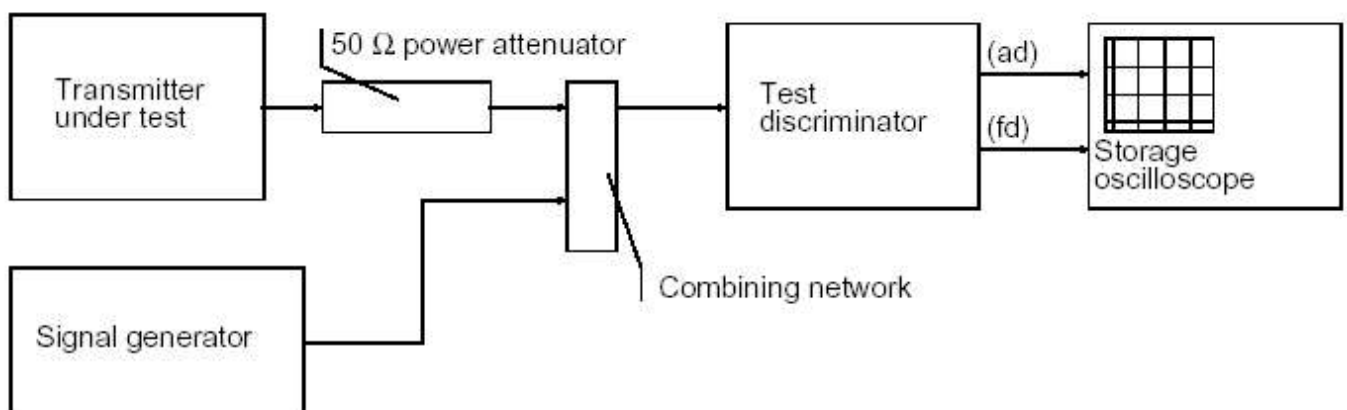 50 Ω power attenuator
Transmitter
under test
Test
discriminator
(ad)
(fd)
Storage
oscilloscope
Combining network
Signal generator